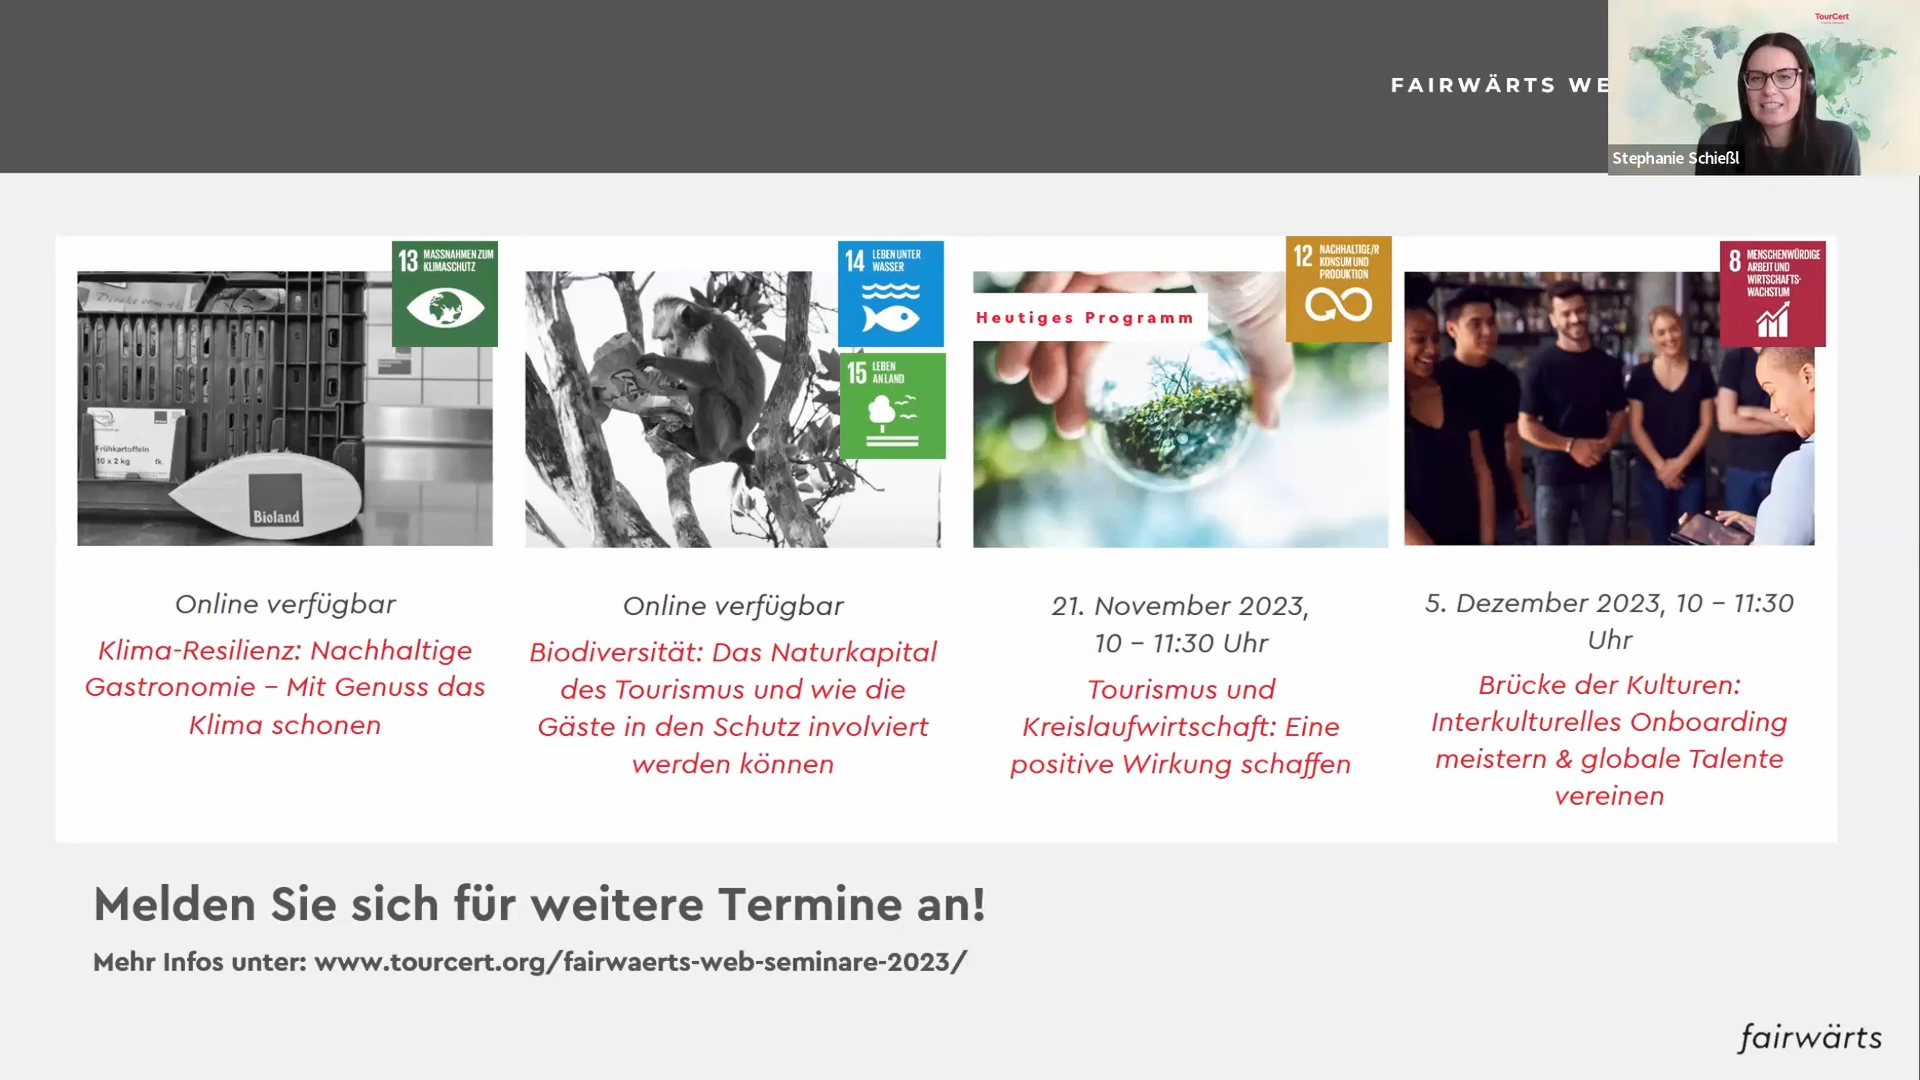 FAIRWÄRTS WE
TourCert
Stephanie Schießl
13 MASSNAHMEN ZUM
KLIMASCHUTZ
14 LEBEN UNTER
WASSER
15 LEBEN
AN LAND
12 NACHHALTIGE/R
KONSUM UND
PRODUKTION
8 MENSCHENWÜRDIGE
ARBEIT UND
WIRTSCHAFTS-
WACHSTUM
Heutiges Programm
Frühkartoffeln
10 x 2 kg fk.
Bioland
Online verfügbar
Klima-Resilienz: Nachhaltige
Gastronomie – Mit Genuss das
Klima schonen
Online verfügbar
Biodiversität: Das Naturkapital
des Tourismus und wie die
Gäste in den Schutz involviert
werden können
21. November 2023,
10 – 11:30 Uhr
Tourismus und
Kreislaufwirtschaft: Eine
positive Wirkung schaffen
5. Dezember 2023, 10 – 11:30
Uhr
Brücke der Kulturen:
Interkulturelles Onboarding
meistern & globale Talente
vereinen
Melden Sie sich für weitere Termine an!
Mehr Infos unter: www.tourcert.org/fairwaerts-web-seminare-2023/
fairwärts